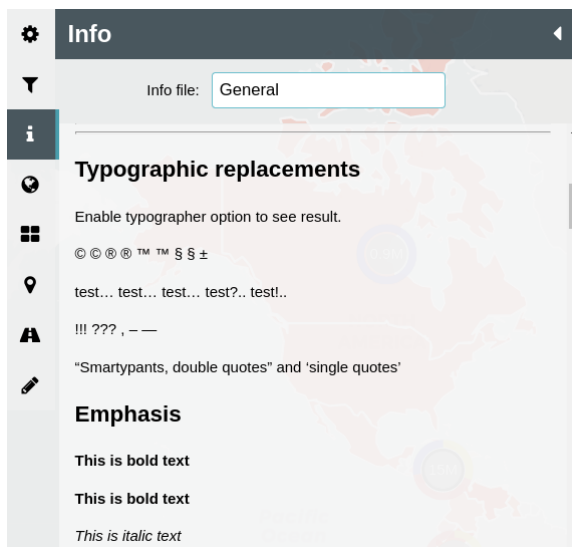 Info
Info file: General
Typographic replacements
Enable typographer option to see result.
© © ® ® ™ ™ § § ±
test… test… test… test?.. test!..
!!! ??? , – —
“Smartypants, double quotes” and ‘single quotes’
Emphasis
This is bold text
This is bold text
This is italic text